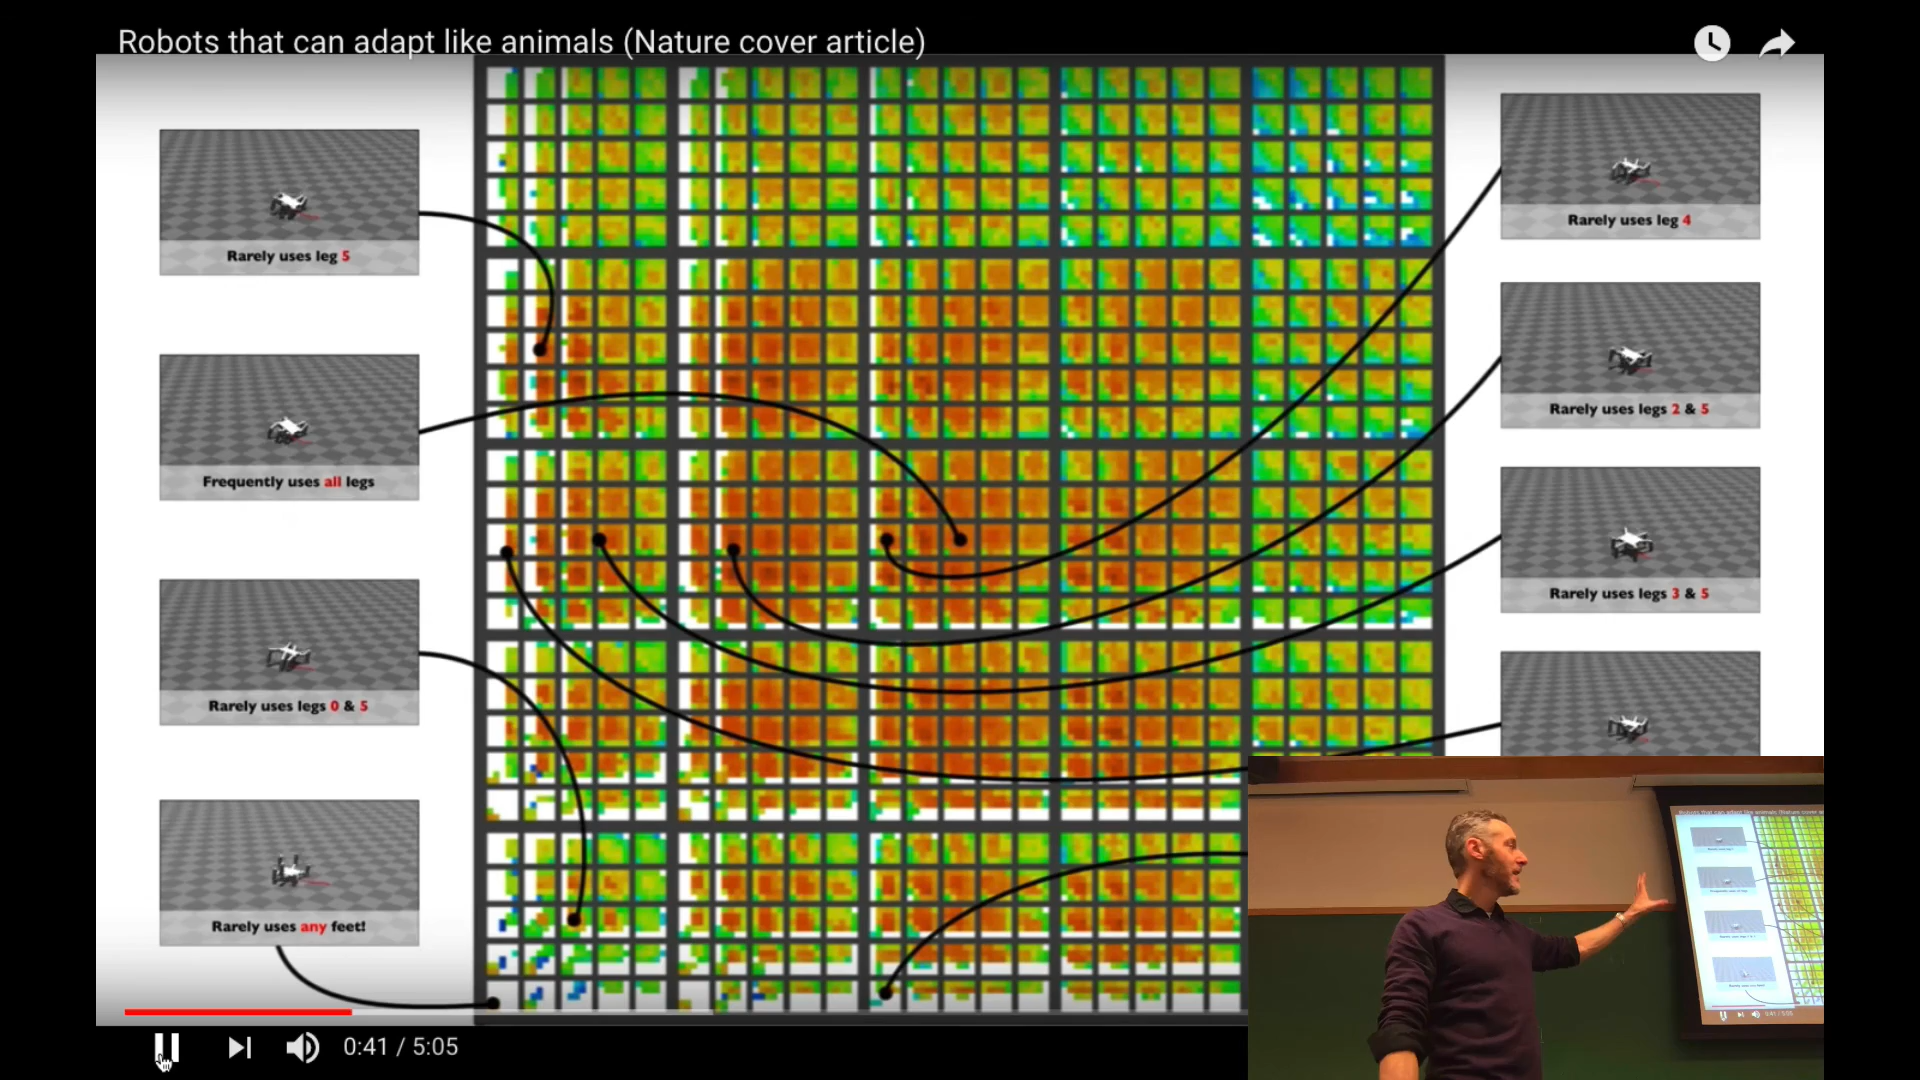 Robots that can adapt like animals (Nature cover article)
Rarely uses leg 5
Frequently uses all legs
Rarely uses legs 0 & 5
Rarely uses any feet!
Rarely uses leg 4
Rarely uses legs 2 & 5
Rarely uses legs 3 & 5
0:41 / 5:05